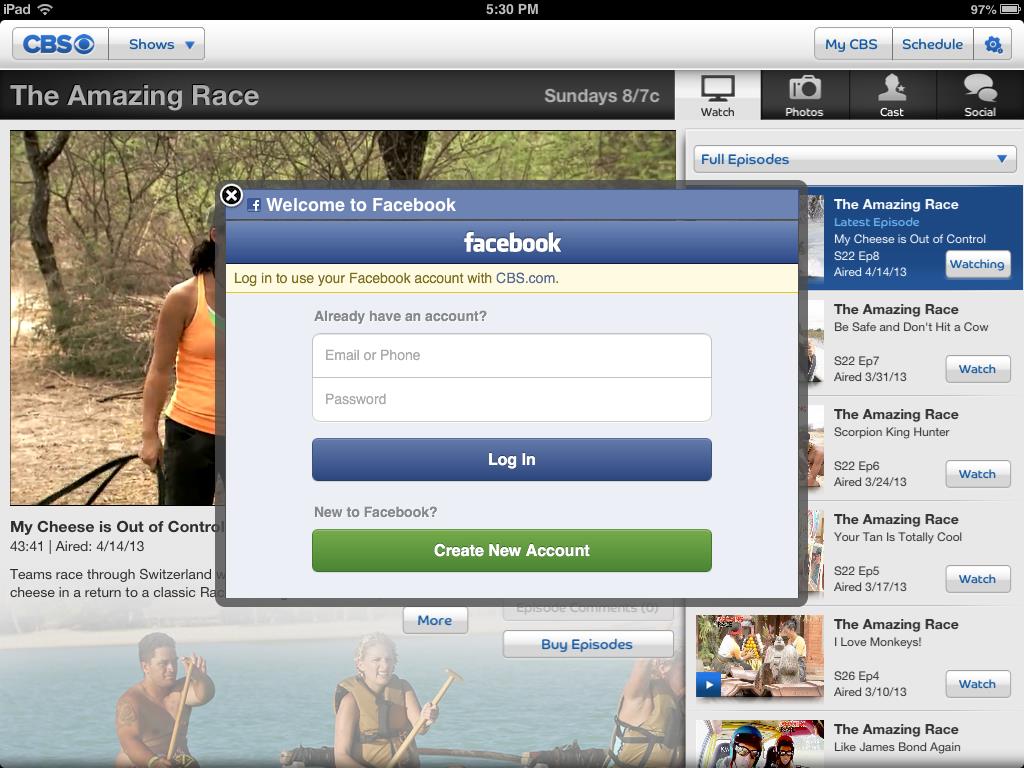 iPad
5:30 PM
97%
CBS
Shows
My CBS
Schedule
The Amazing Race
Sundays 8/7c
Watch
Photos
Cast
Social
Full Episodes
Welcome to Facebook
facebook
Log in to use your Facebook account with CBS.com.
Already have an account?
Email or Phone
Password
Log In
New to Facebook?
Create New Account
My Cheese is Out of Control
43:41 | Aired: 4/14/13
Teams race through Switzerland
cheese in a return to a classic
More
Episode Comments (0)
Buy Episodes
The Amazing Race
Latest Episode
My Cheese is Out of Control
S22 Ep8
Aired 4/14/13
Watching
The Amazing Race
Be Safe and Don't Hit a Cow
S22 Ep7
Aired 3/31/13
Watch
The Amazing Race
Scorpion King Hunter
S22 Ep6
Aired 3/24/13
Watch
The Amazing Race
Your Tan Is Totally Cool
S22 Ep5
Aired 3/17/13
Watch
The Amazing Race
I Love Monkeys!
S26 Ep4
Aired 3/10/13
Watch
The Amazing Race
Like James Bond Again